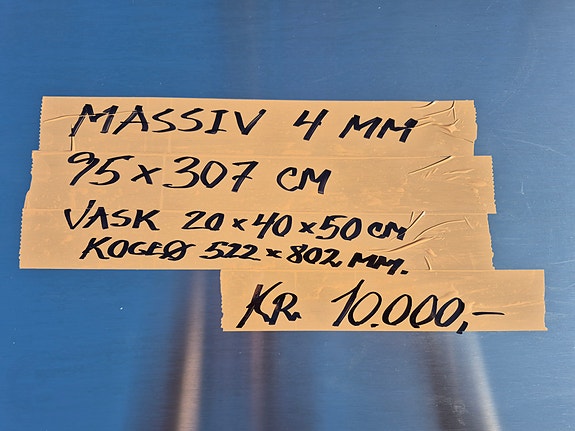 MASSIV 4 MM
95 x 307 CM
VASK 20 x 40 x 50 CM
KOGEØ 522 x 802 MM.
KR. 10.000,-